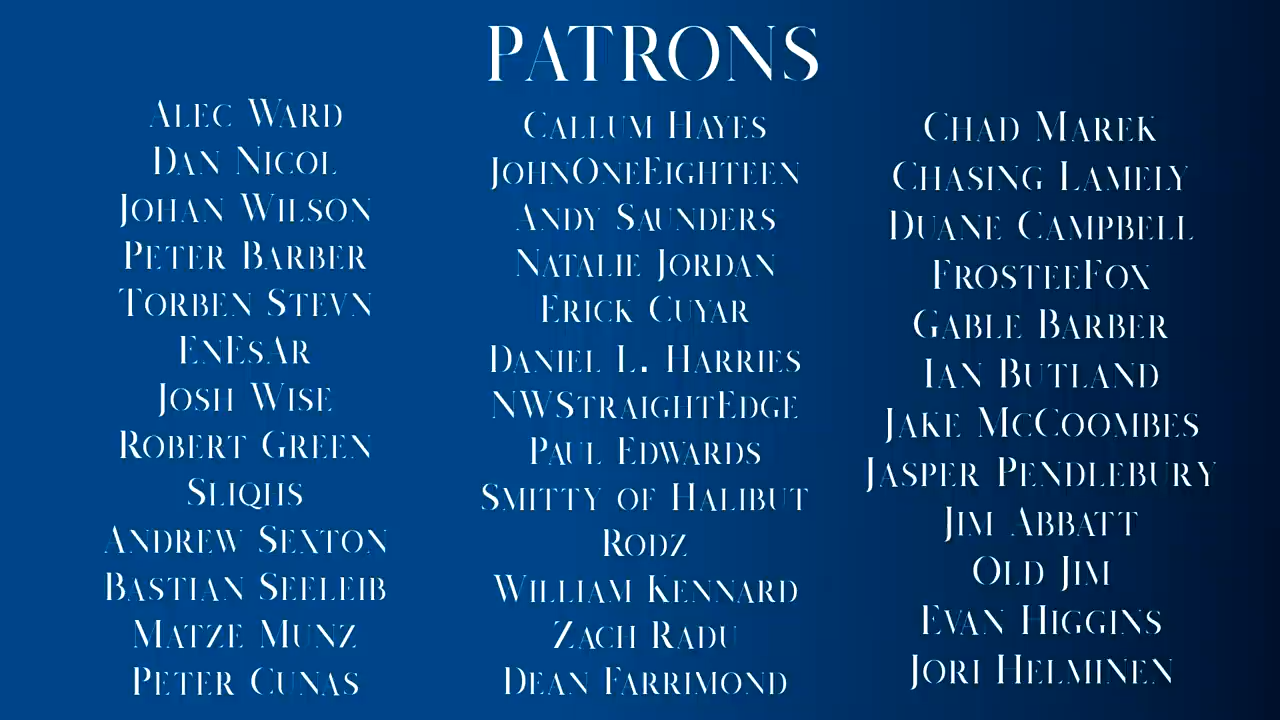 PATRONS
ALEC WARD
DAN NICOL
JOHAN WILSON
PETER BARBER
TORBEN STEVN
ENESAR
JOSH WISE
ROBERT GREEN
SLIQHS
ANDREW SEXTON
BASTIAN SEELEIB
MATZE MUNZ
PETER CUNAS
CALLUM HAYES
JOHNONEEIGHTEEN
ANDY SAUNDERS
NATALIE JORDAN
ERICK CUYAR
DANIEL L. HARRIES
NWSTRAIGHTEDGE
PAUL EDWARDS
SMITTY OF HALIBUT
RODZ
WILLIAM KENNARD
ZACH RADU
DEAN FARRIMOND
CHAD MAREK
CHASING LAMELY
DUANE CAMPBELL
FROSTEEFOX
GABLE BARBER
IAN BUTLAND
JAKE MCCOOMBES
JASPER PENDLEBURY
JIM ABBATT
OLD JIM
EVAN HIGGINS
JORI HELMINEN